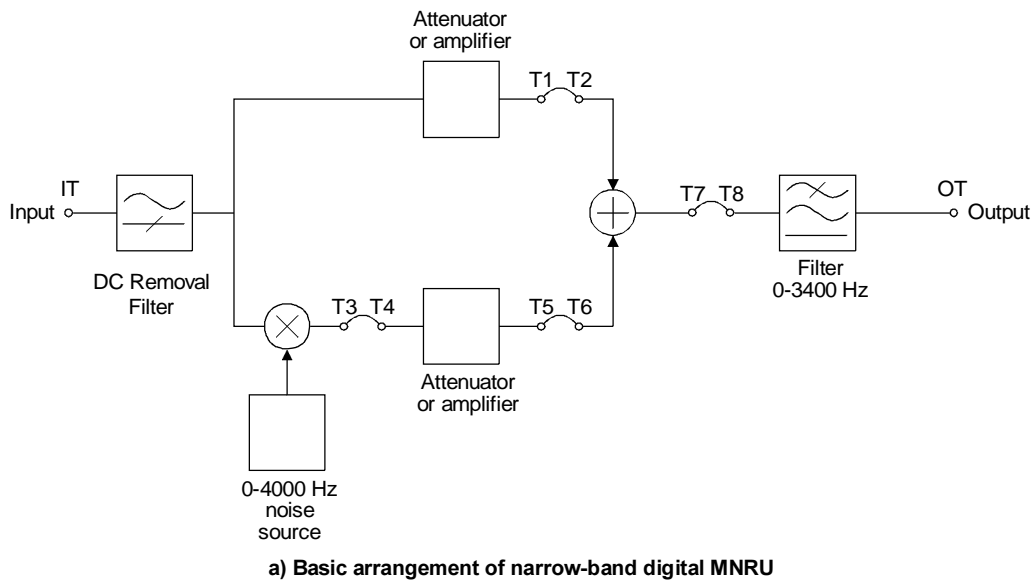 Attenuator
or amplifier
T1 T2
IT
Input
DC Removal
Filter
T7 T8
OT
Output
Filter
0-3400 Hz
T3 T4
T5 T6
Attenuator
or amplifier
0-4000 Hz
noise
source
a) Basic arrangement of narrow-band digital MNRU